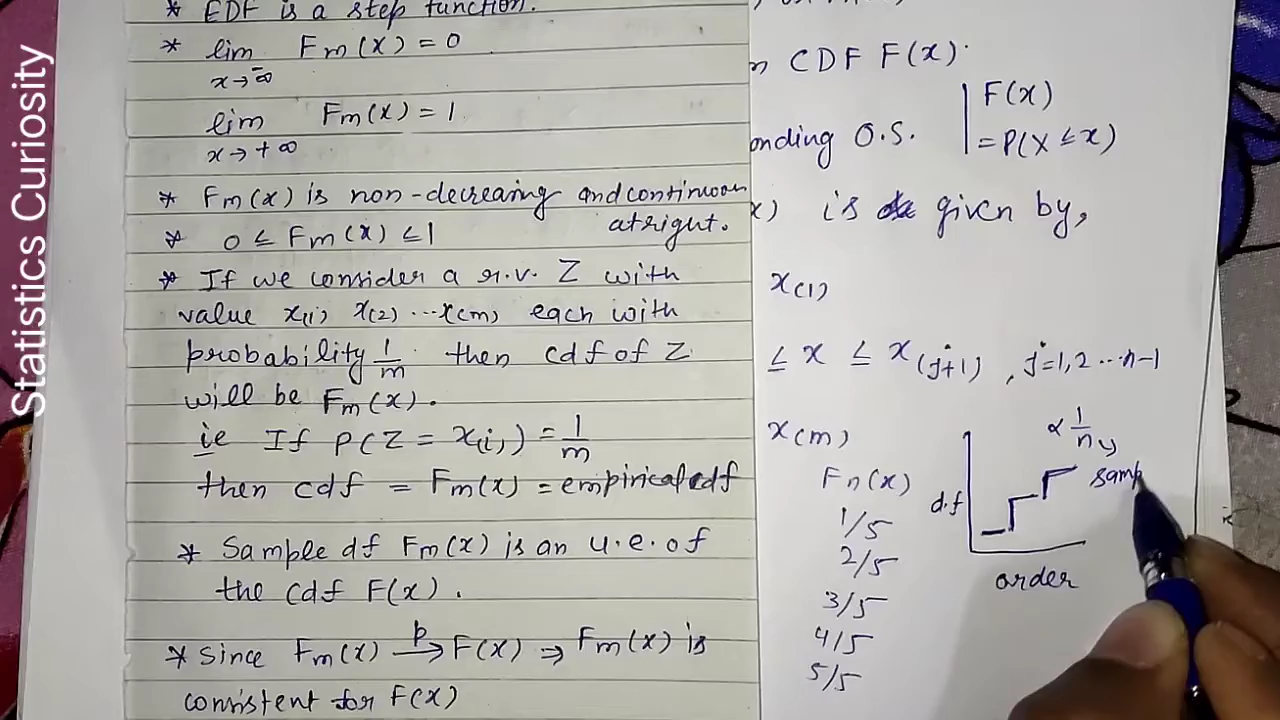 Statistics Curiosity
* EDF is a step function.
* lim Fm(x) = 0
x→-∞
lim Fm(x) = 1.
x→+∞
* Fm(x) is non-decreaing and continuous
at right.
* 0 ≤ Fm(x) ≤ 1
* If we consider a r.v. Z with
value x(1), x(2) ... x(m), each with
probability 1/m. then cdf of Z
will be Fm(x).
ie If P(Z = x(i)) = 1/m
then cdf = Fm(x) = empirical cdf
* Sample df Fm(x) is an u.e. of
the cdf F(x).
* Since Fm(x) p→ F(x) ⇒ Fm(x) is
consistent for F(x)
CDF F(x).
F(x)
= P(X ≤ x)
onding O.S.
x) is given by,
x(1)
≤ x ≤ x(j+1), j=1,2...n-1
x(m)
Fn(x)
1/5
2/5
3/5
4/5
5/5
∝ 1/n
samp
d.f
order